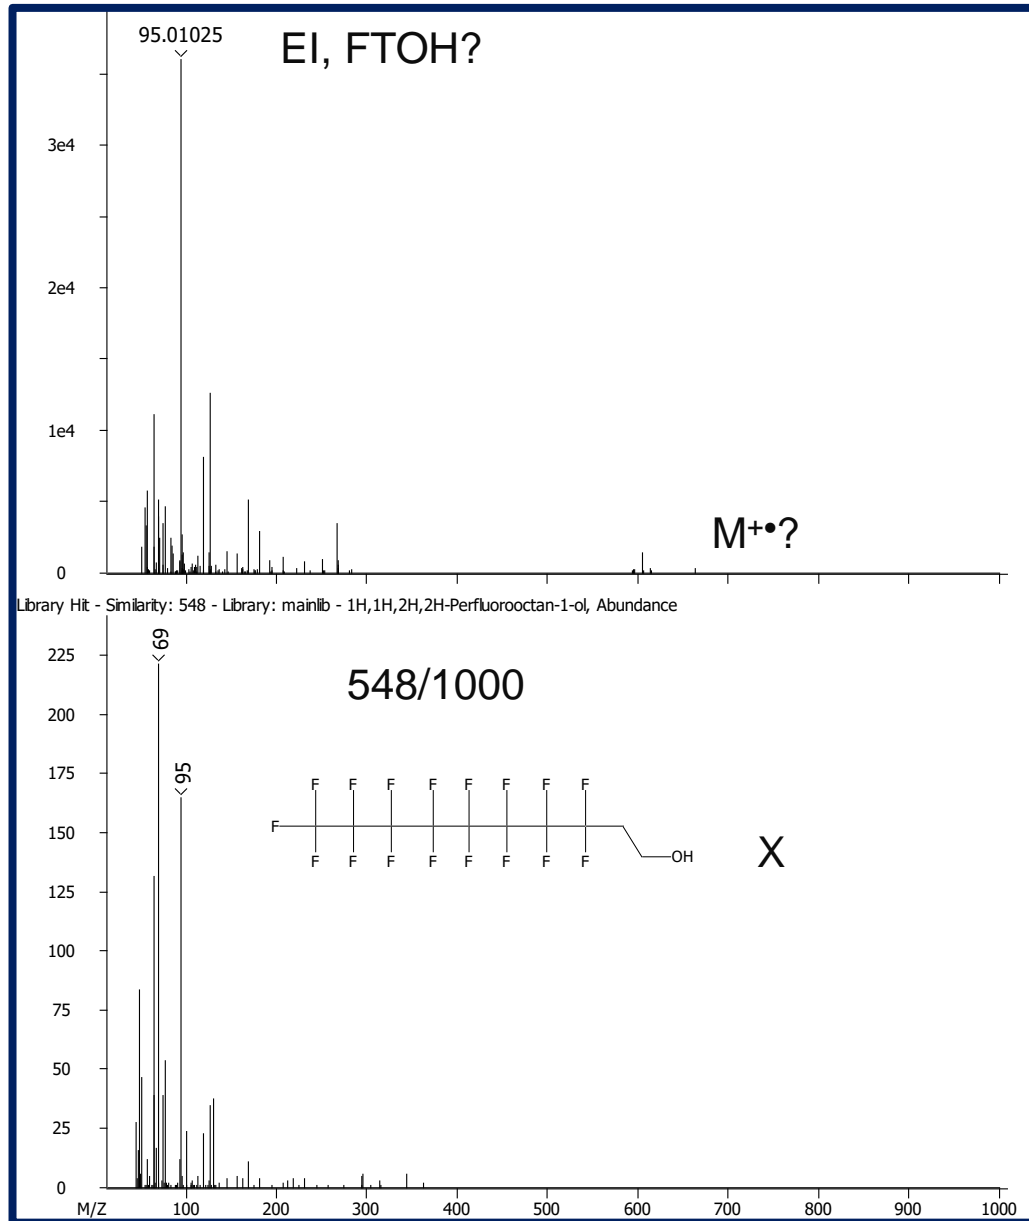 95.01025
EI, FTOH?
3e4
2e4
1e4
M+•?
0
Library Hit - Similarity: 548 - Library: mainlib - 1H,1H,2H,2H-Perfluorooctan-1-ol, Abundance
69
225
548/1000
200
95
175
F F F F F F F F
150
F
OH
X
F F F F F F F F
125
100
75
50
25
0
M/Z 100 200 300 400 500 600 700 800 900 1000